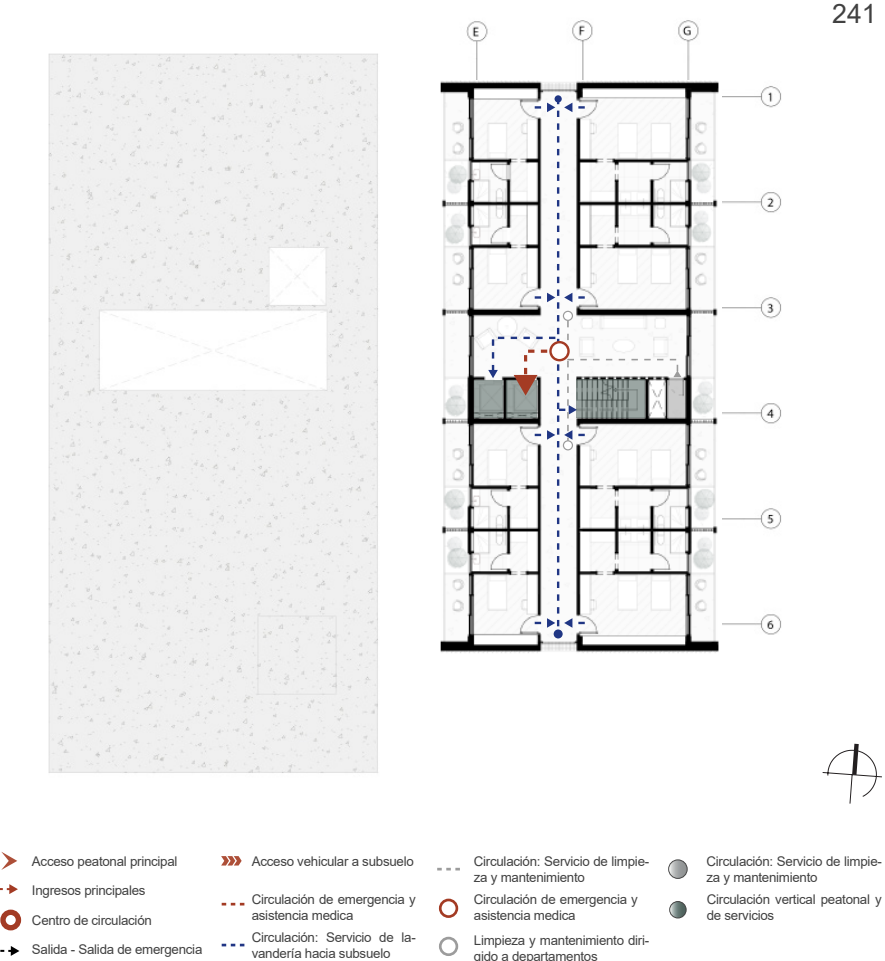 241
E
F
G
1
2
3
4
5
6
Acceso peatonal principal
Ingresos principales
Centro de circulación
Salida - Salida de emergencia
Acceso vehicular a subsuelo
Circulación de emergencia y
asistencia medica
Circulación: Servicio de la-
vandería hacia subsuelo
Circulación: Servicio de limpie-
za y mantenimiento
Circulación de emergencia y
asistencia medica
Limpieza y mantenimiento diri-
gido a departamentos
Circulación: Servicio de limpie-
za y mantenimiento
Circulación vertical peatonal y
de servicios